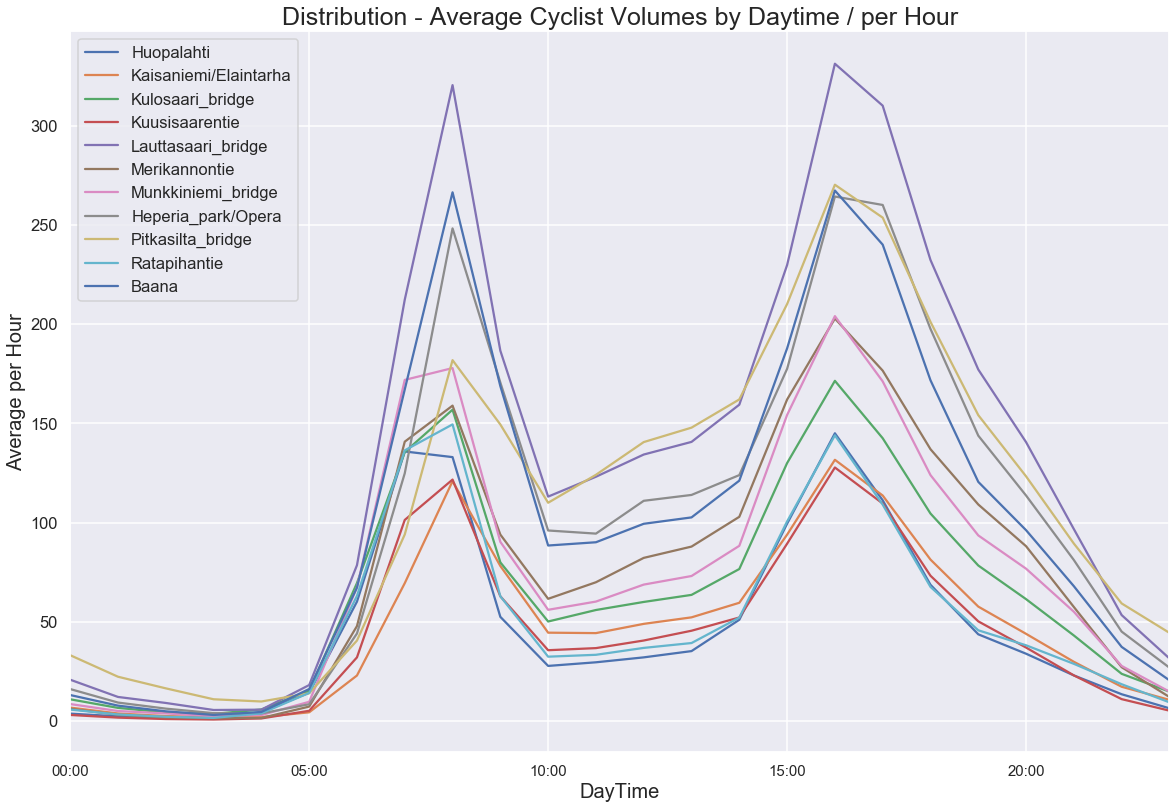 Distribution - Average Cyclist Volumes by Daytime / per Hour
Huopalahti
Kaisaniemi/Elaintarha
Kulosaari_bridge
Kuusisaarentie
Lauttasaari_bridge
Merikannontie
Munkkiniemi_bridge
Heperia_park/Opera
Pitkasilta_bridge
Ratapihantie
Baana
Average per Hour
300
250
200
150
100
50
0
00:00 05:00 10:00 15:00 20:00
DayTime